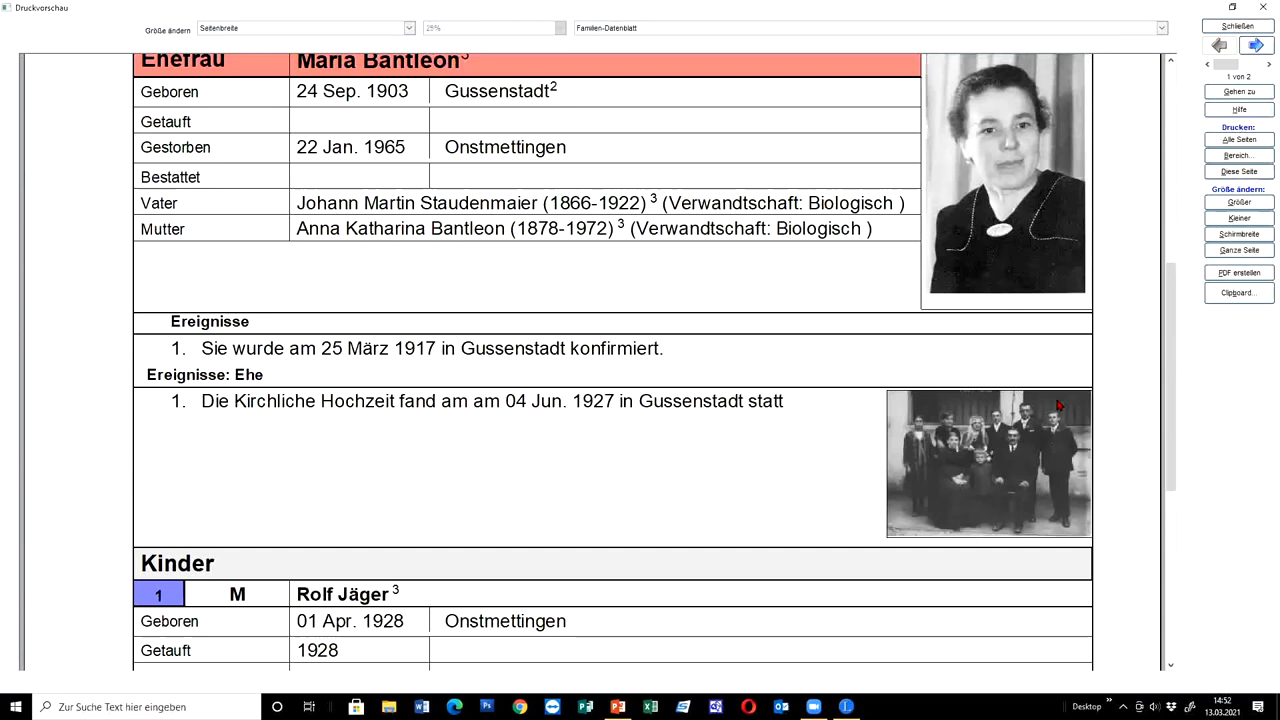 Druckvorschau
Größe ändern
Seitenbreite
25%
Familien-Datenblatt
Schließen
1 von 2
Gehen zu
Hilfe
Drucken:
Alle Seiten
Bereich...
Diese Seite
Größe ändern:
Größer
Kleiner
Schirmbreite
Ganze Seite
PDF erstellen
Clipboard...
Ehefrau Maria Bantleon³
Geboren 24 Sep. 1903 Gussenstadt²
Getauft
Gestorben 22 Jan. 1965 Onstmettingen
Bestattet
Vater Johann Martin Staudenmaier (1866-1922) ³ (Verwandtschaft: Biologisch )
Mutter Anna Katharina Bantleon (1878-1972) ³ (Verwandtschaft: Biologisch )
Ereignisse
1. Sie wurde am 25 März 1917 in Gussenstadt konfirmiert.
Ereignisse: Ehe
1. Die Kirchliche Hochzeit fand am am 04 Jun. 1927 in Gussenstadt statt
Kinder
1 M Rolf Jäger ³
Geboren 01 Apr. 1928 Onstmettingen
Getauft 1928
Zur Suche Text hier eingeben
Desktop
14:52
13.03.2021